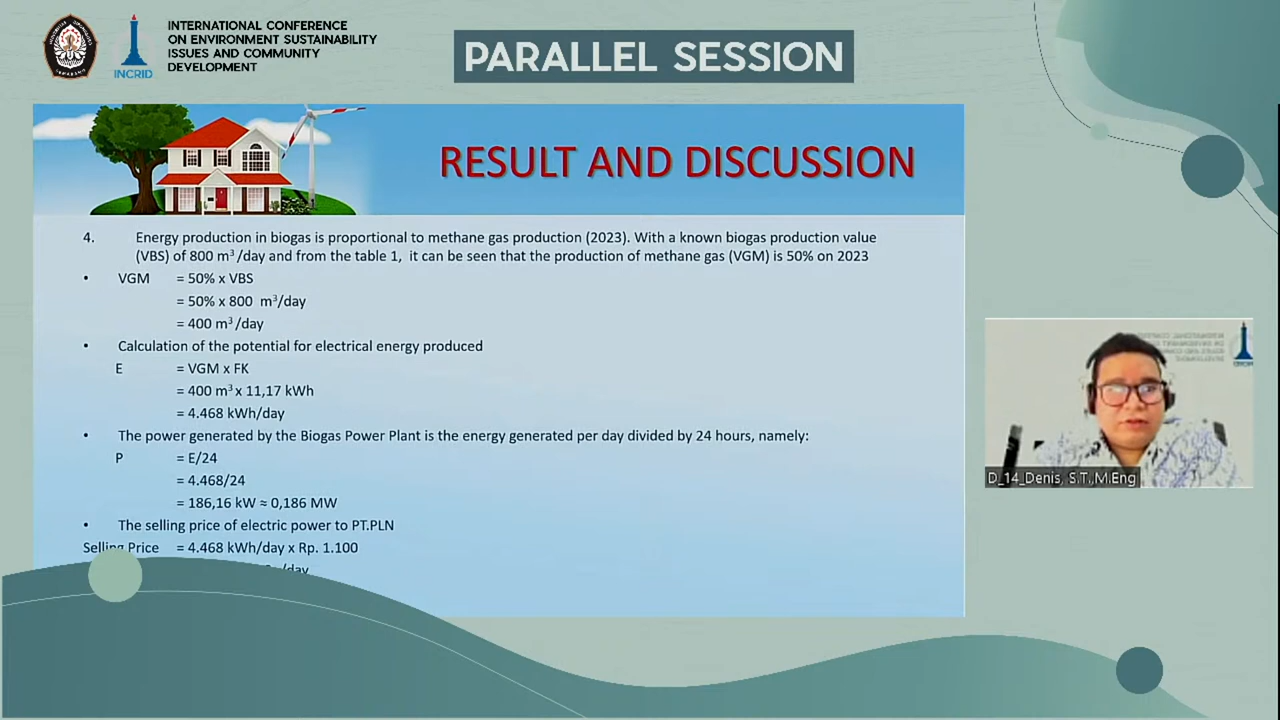 INTERNATIONAL CONFERENCE
ON ENVIRONMENT SUSTAINABILITY
ISSUES AND COMMUNITY
DEVELOPMENT
INCRID
PARALLEL SESSION
RESULT AND DISCUSSION
4. Energy production in biogas is proportional to methane gas production (2023). With a known biogas production value
(VBS) of 800 m³/day and from the table 1, it can be seen that the production of methane gas (VGM) is 50% on 2023
• VGM = 50% x VBS
= 50% x 800 m³/day
= 400 m³/day
• Calculation of the potential for electrical energy produced
E = VGM x FK
= 400 m³ x 11,17 kWh
= 4.468 kWh/day
• The power generated by the Biogas Power Plant is the energy generated per day divided by 24 hours, namely:
P = E/24
= 4.468/24
= 186,16 kW ≈ 0,186 MW
• The selling price of electric power to PT.PLN
Selling Price = 4.468 kWh/day x Rp. 1.100
/day
D_14_Denis, S.T.,M.Eng